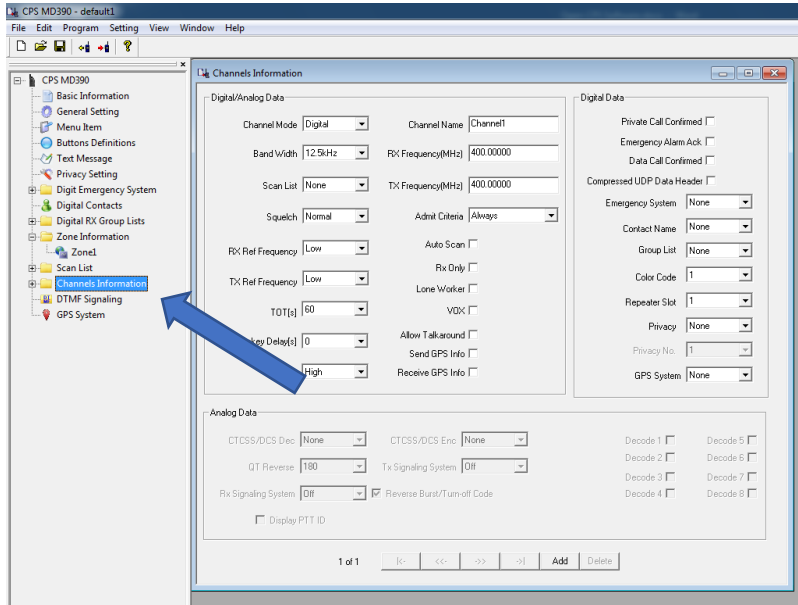 CPS MD390 - default1
File Edit Program Setting View Window Help
CPS MD390
Basic Information
General Setting
Menu Item
Buttons Definitions
Text Message
Privacy Setting
Digit Emergency System
Digital Contacts
Digital RX Group Lists
Zone Information
Zone1
Scan List
Channels Information
DTMF Signaling
GPS System
Channels Information
Digital/Analog Data
Channel Mode Digital Channel Name Channel1
Band Width 12.5kHz RX Frequency(MHz) 400.00000
Scan List None TX Frequency(MHz) 400.00000
Squelch Normal Admit Criteria Always
RX Ref Frequency Low Auto Scan
Rx Only
TX Ref Frequency Low Lone Worker
TOT[s] 60 VOX
key Delay[s] 0 Allow Talkaround
Send GPS Info
High Receive GPS Info
Digital Data
Private Call Confirmed
Emergency Alarm Ack
Data Call Confirmed
Compressed UDP Data Header
Emergency System None
Contact Name None
Group List None
Color Code 1
Repeater Slot 1
Privacy None
Privacy No. 1
GPS System None
Analog Data
CTCSS/DCS Dec None CTCSS/DCS Enc None Decode 1 Decode 5
QT Reverse 180 Tx Signaling System Off Decode 2 Decode 6
Rx Signaling System Off Reverse Burst/Turn-off Code Decode 3 Decode 7
Decode 4 Decode 8
Display PTT ID
1 of 1 |<- <<- ->> ->| Add Delete